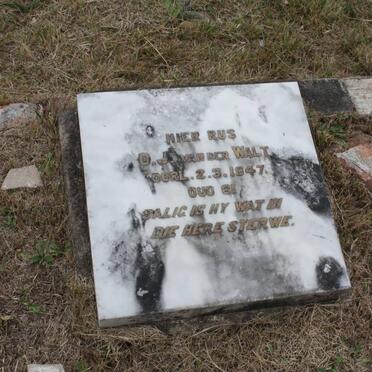 HIER RUS
D.J. VAN DER WALT
OORL. 2.3.1947.
OUD 61
SALIG IS HY WAT IN
DIE HERE STERWE.